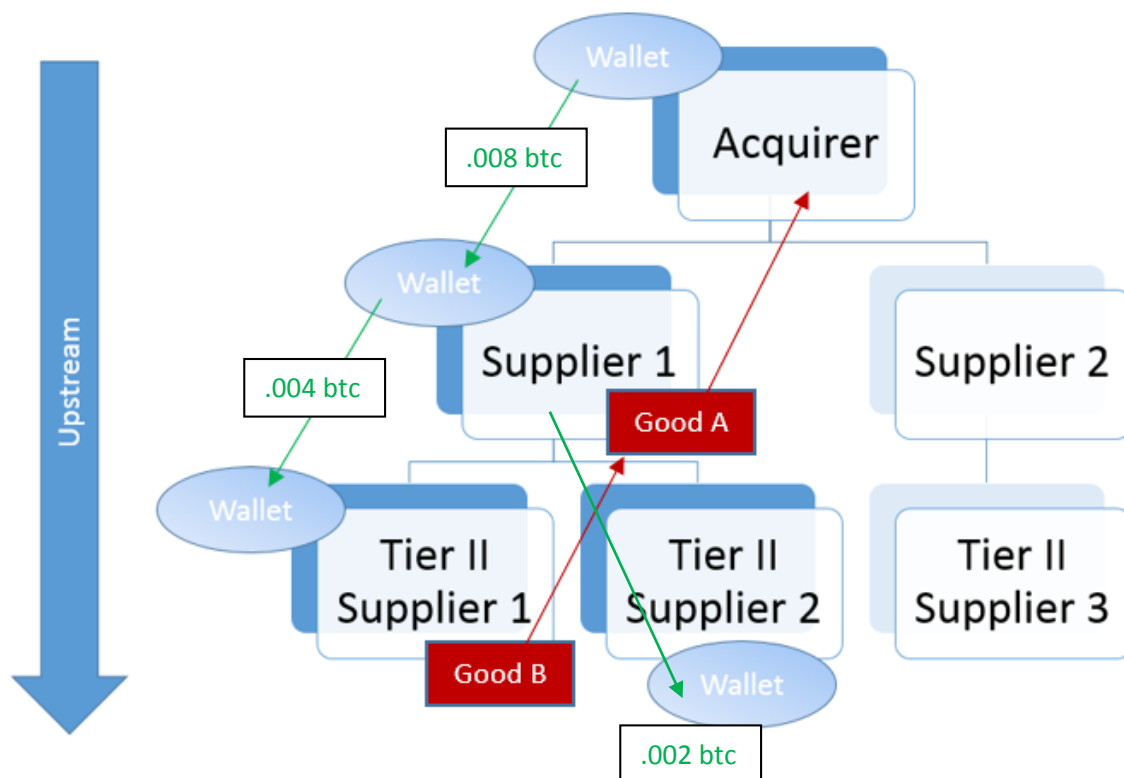 Wallet
Acquirer
.008 btc
Wallet
Supplier 1
Supplier 2
.004 btc
Good A
Upstream
Wallet
Tier II
Supplier 1
Tier II
Supplier 2
Tier II
Supplier 3
Good B
Wallet
.002 btc